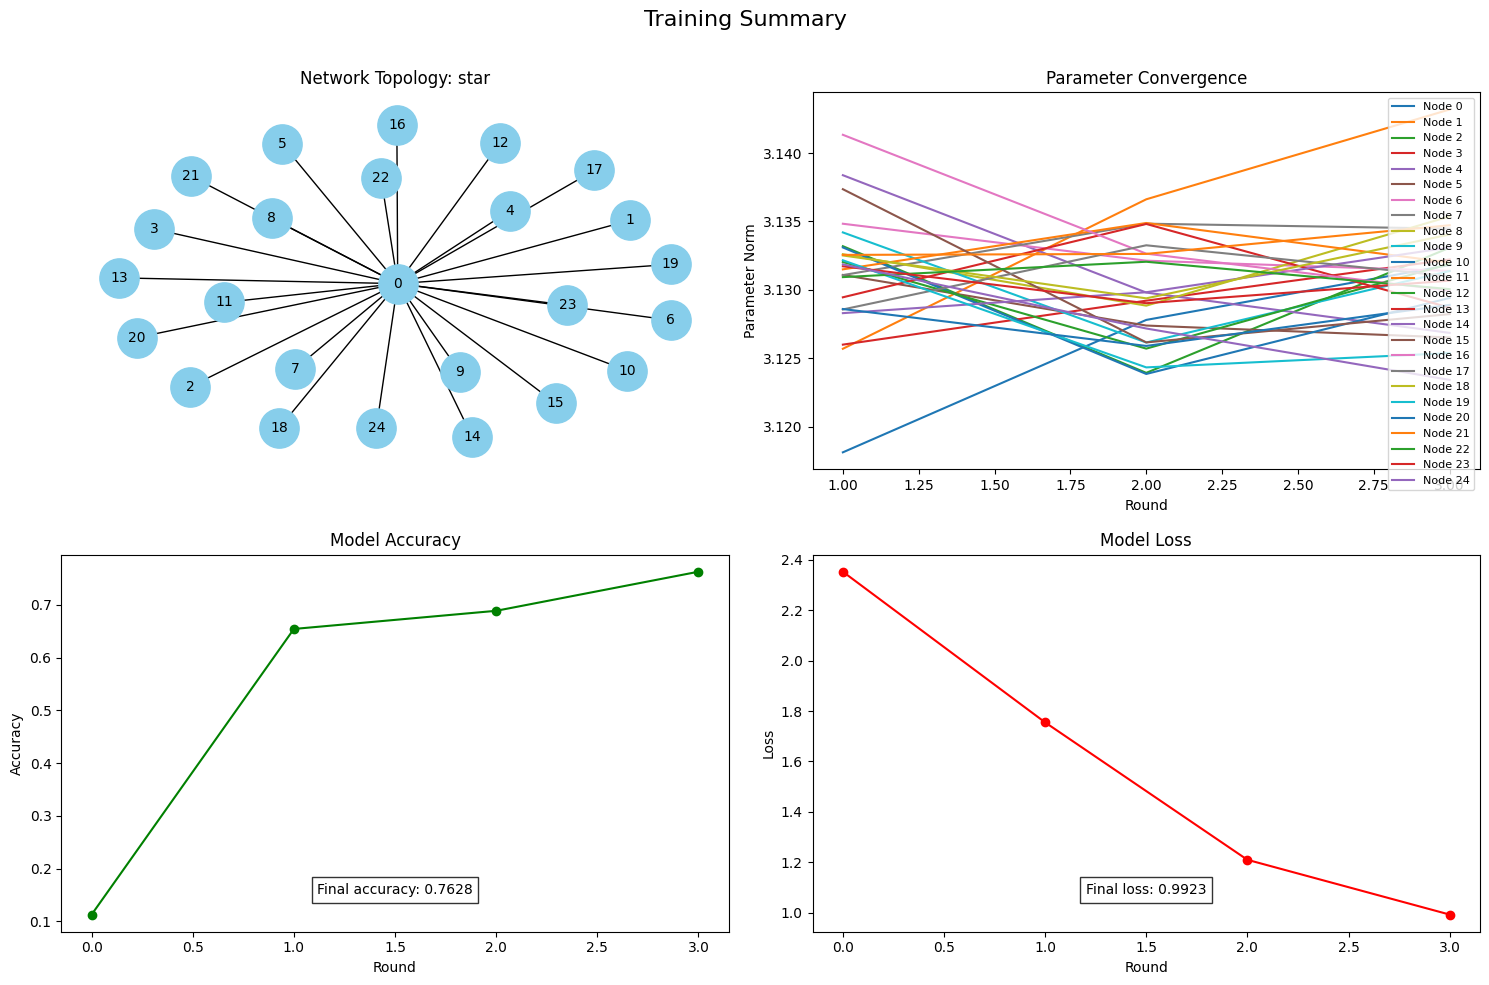 Training Summary
Network Topology: star
16
5
12
17
21
22
4
8
1
3
19
13
0
11
23
6
20
7
9
10
2
15
18
24
14
Parameter Convergence
Parameter Norm
3.140
3.135
3.130
3.125
3.120
1.00 1.25 1.50 1.75 2.00 2.25 2.50 2.75 3.00
Round
Node 0
Node 1
Node 2
Node 3
Node 4
Node 5
Node 6
Node 7
Node 8
Node 9
Node 10
Node 11
Node 12
Node 13
Node 14
Node 15
Node 16
Node 17
Node 18
Node 19
Node 20
Node 21
Node 22
Node 23
Node 24
Model Accuracy
Accuracy
0.7
0.6
0.5
0.4
0.3
0.2
0.1
Final accuracy: 0.7628
0.0 0.5 1.0 1.5 2.0 2.5 3.0
Round
Model Loss
Loss
2.4
2.2
2.0
1.8
1.6
1.4
1.2
1.0
Final loss: 0.9923
0.0 0.5 1.0 1.5 2.0 2.5 3.0
Round